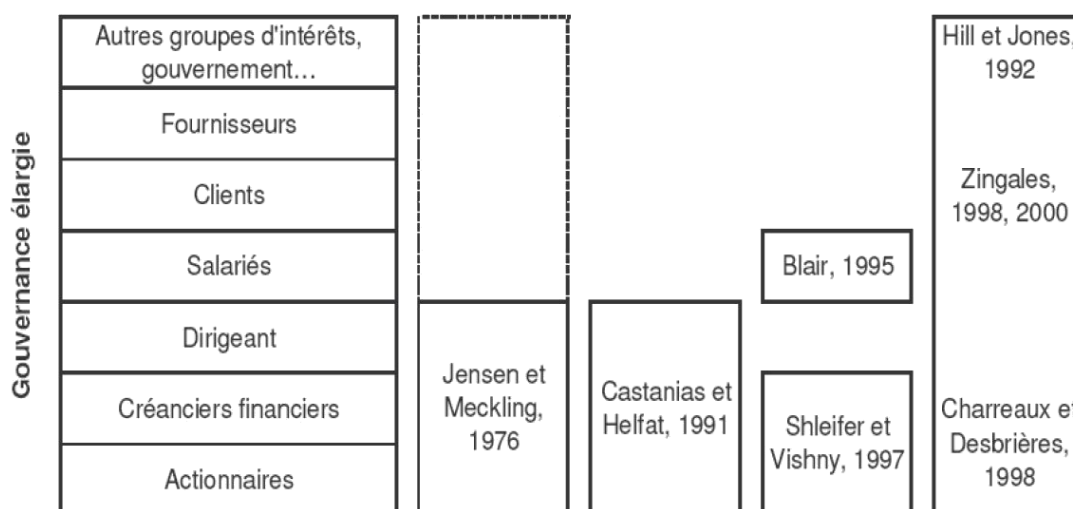 Gouvernance élargie
Autres groupes d'intérêts,
gouvernement...
Fournisseurs
Clients
Salariés
Dirigeant
Créanciers financiers
Actionnaires
Jensen et
Meckling,
1976
Castanias et
Helfat, 1991
Blair, 1995
Shleifer et
Vishny, 1997
Hill et Jones,
1992
Zingales,
1998, 2000
Charreaux et
Desbrières,
1998